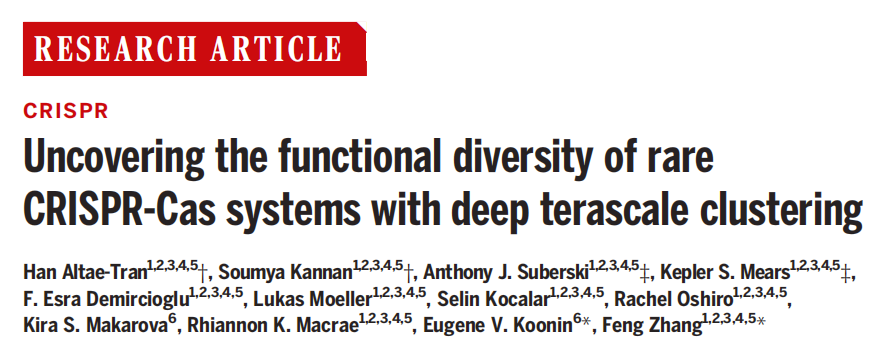 RESEARCH ARTICLE
CRISPR
Uncovering the functional diversity of rare
CRISPR-Cas systems with deep terascale clustering
Han Altae-Tran1,2,3,4,5†, Soumya Kannan1,2,3,4,5†, Anthony J. Suberski1,2,3,4,5‡, Kepler S. Mears1,2,3,4,5‡,
F. Esra Demircioglu1,2,3,4,5, Lukas Moeller1,2,3,4,5, Selin Kocalar1,2,3,4,5, Rachel Oshiro1,2,3,4,5,
Kira S. Makarova6, Rhiannon K. Macrae1,2,3,4,5, Eugene V. Koonin6*, Feng Zhang1,2,3,4,5*